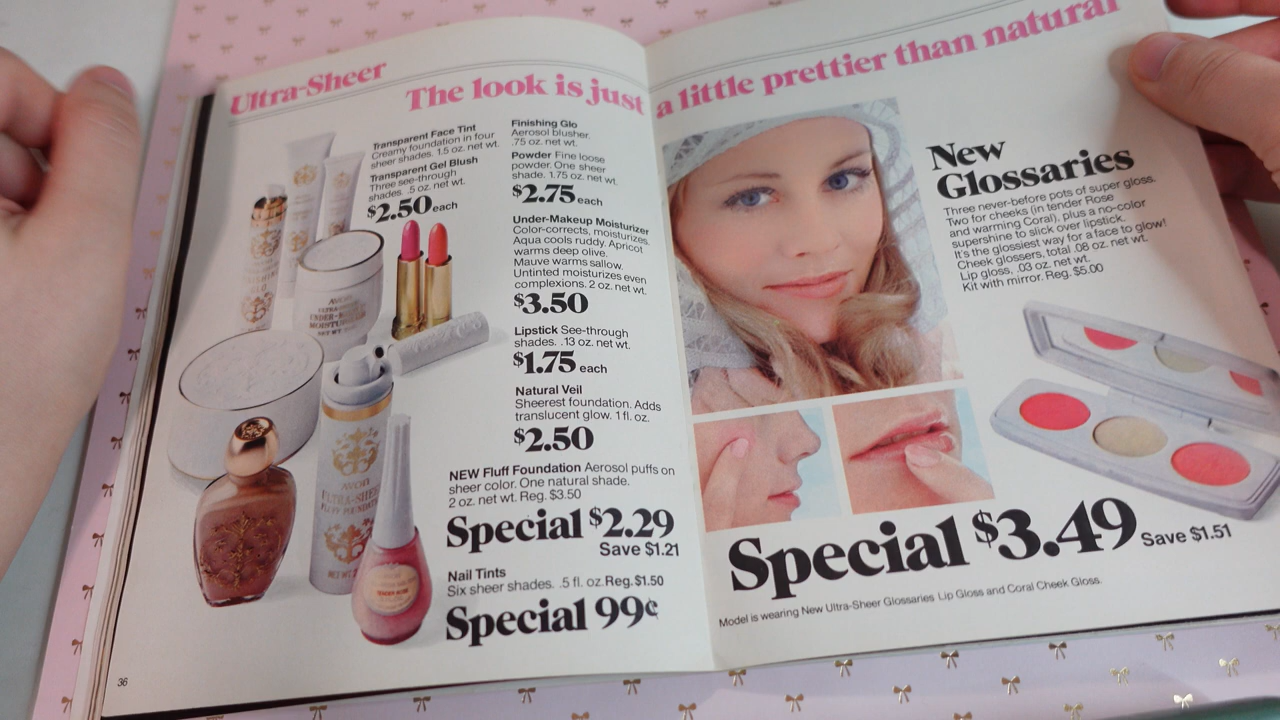 Ultra-Sheer
The look is just
Transparent Face Tint
Creamy foundation in four
sheer shades. 1.5 oz. net wt.
Transparent Gel Blush
Three see-through
shades. .5 oz. net wt.
$2.50 each
Finishing Glo
Aerosol blusher.
.75 oz. net wt.
Powder Fine loose
powder. One sheer
shade. 1.75 oz. net wt.
$2.75 each
Under-Makeup Moisturizer
Color-corrects, moisturizes.
Aqua cools ruddy. Apricot
warms deep olive.
Mauve warms sallow.
Untinted moisturizes even
complexions. 2 oz. net wt.
$3.50
Lipstick See-through
shades. .13 oz. net wt.
$1.75 each
Natural Veil
Sheerest foundation. Adds
translucent glow. 1 fl. oz.
$2.50
NEW Fluff Foundation Aerosol puffs on
sheer color. One natural shade.
2 oz. net wt. Reg. $3.50
Special $2.29
Save $1.21
Nail Tints
Six sheer shades. .5 fl. oz. Reg. $1.50
Special 99¢
AVON
ULTRA-SHEER
UNDER-MAKEUP
MOISTURIZER
AVON
ULTRA-SHEER
FLUFF FOUNDATION
36
a little prettier than natural
New
Glossaries
Three never-before pots of super gloss.
Two for cheeks (in tender Rose
and warming Coral), plus a no-color
supershine to slick over lipstick.
It's the glossiest way for a face to glow!
Cheek glossers, total .08 oz. net wt.
Lip gloss, .03 oz. net wt.
Kit with mirror. Reg. $5.00
Special $3.49 Save $1.51
Model is wearing New Ultra-Sheer Glossaries Lip Gloss and Coral Cheek Gloss.